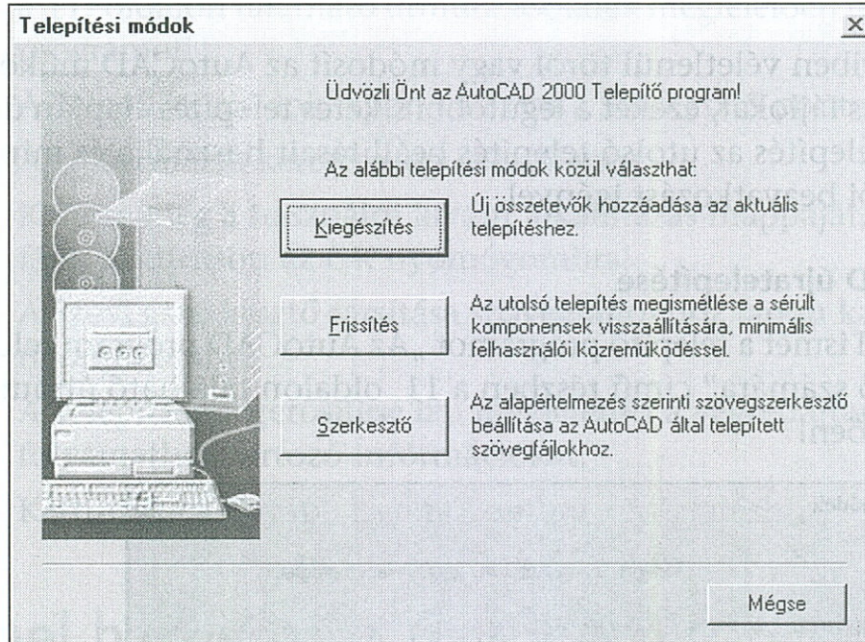 Telepítési módok
Üdvözli Önt az AutoCAD 2000 Telepítő program!
Az alábbi telepítési módok közül választhat:
Kiegészítés
Új összetevők hozzáadása az aktuális
telepítéshez.
Frissítés
Az utolsó telepítés megismétlése a sérült
komponensek visszaállítására, minimális
felhasználói közreműködéssel.
Szerkesztő
Az alapértelmezés szerinti szövegszerkesztő
beállítása az AutoCAD által telepített
szövegfájlokhoz.
Mégse